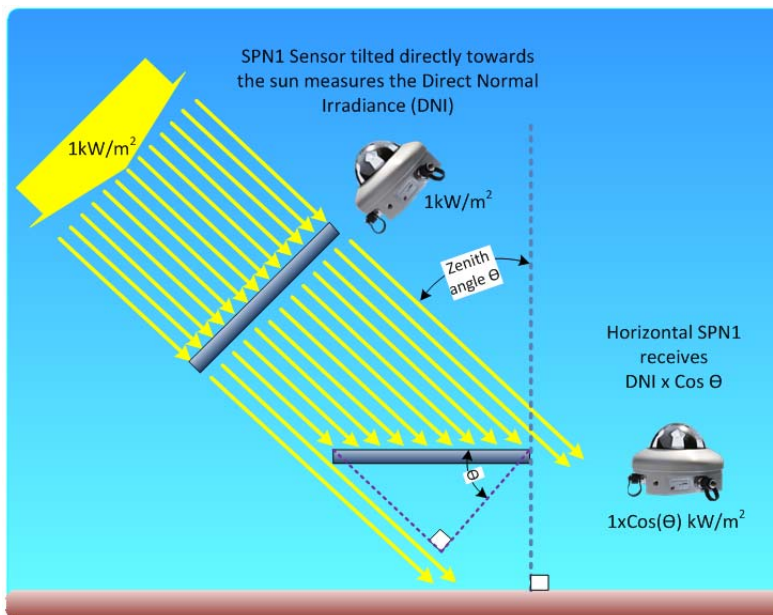 SPN1 Sensor tilted directly towards
the sun measures the Direct Normal
Irradiance (DNI)
1kW/m²
1kW/m²
Zenith
angle Θ
Horizontal SPN1
receives
DNI x Cos Θ
Θ
1xCos(Θ) kW/m²